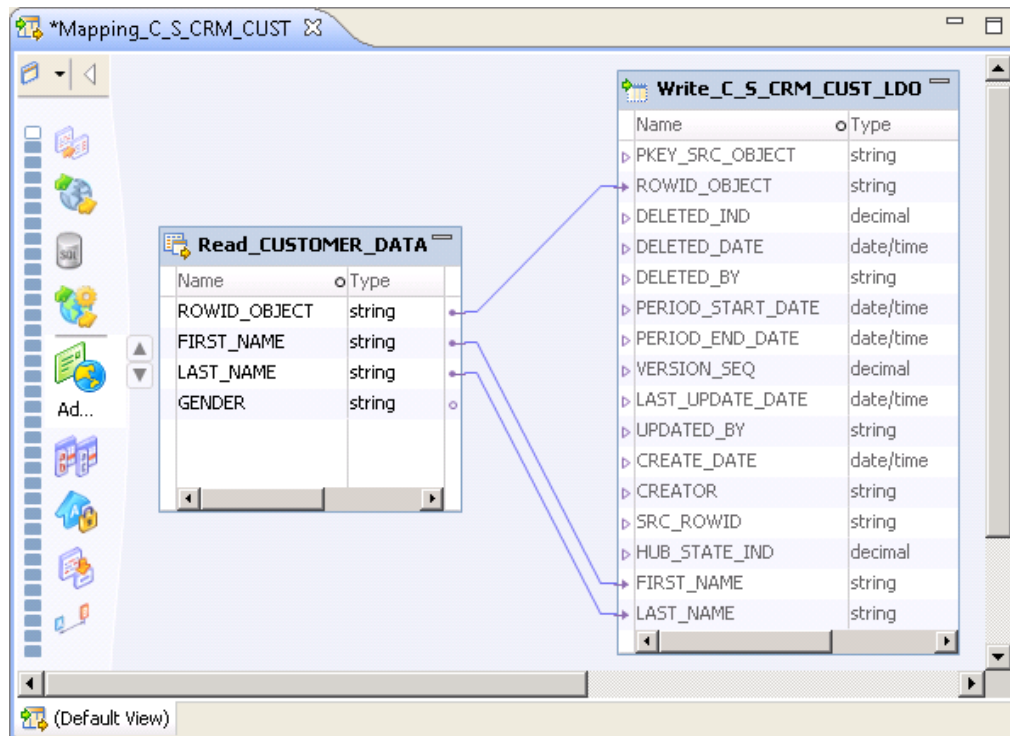 *Mapping_C_S_CRM_CUST
Write_C_S_CRM_CUST_LDO
Name Type
PKEY_SRC_OBJECT string
ROWID_OBJECT string
DELETED_IND decimal
DELETED_DATE date/time
DELETED_BY string
PERIOD_START_DATE date/time
PERIOD_END_DATE date/time
VERSION_SEQ decimal
LAST_UPDATE_DATE date/time
UPDATED_BY string
CREATE_DATE date/time
CREATOR string
SRC_ROWID string
HUB_STATE_IND decimal
FIRST_NAME string
LAST_NAME string
Read_CUSTOMER_DATA
Name Type
ROWID_OBJECT string
FIRST_NAME string
LAST_NAME string
GENDER string
SQL
Ad...
(Default View)